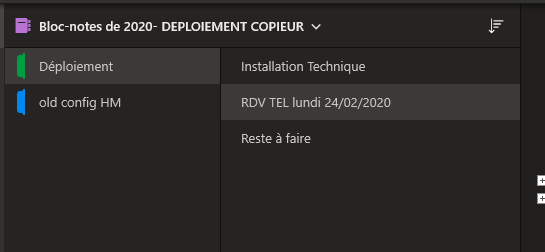 Bloc-notes de 2020- DEPLOIEMENT COPIEUR
Déploiement
old config HM
Installation Technique
RDV TEL lundi 24/02/2020
Reste à faire